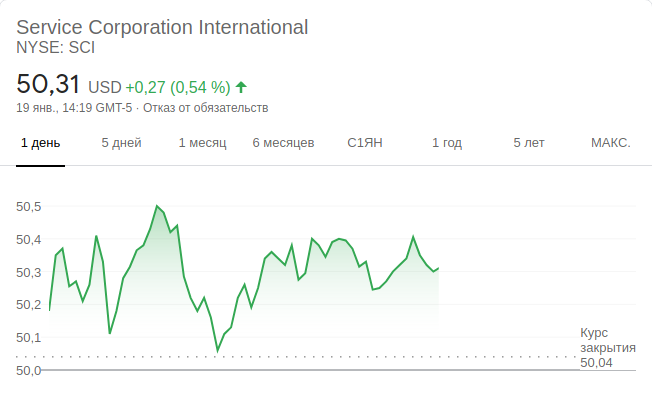 Service Corporation International
NYSE: SCI
50,31 USD +0,27 (0,54 %)
19 янв., 14:19 GMT-5 · Отказ от обязательств
1 день 5 дней 1 месяц 6 месяцев С1ЯН 1 год 5 лет МАКС.
50,5
50,4
50,3
50,2
50,1
50,0
Курс
закрытия
50,04